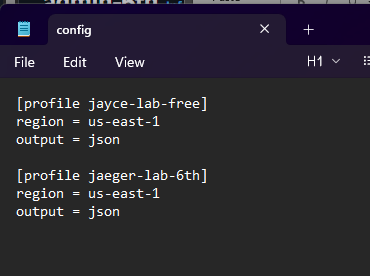 config
File
Edit
View
H1
[profile jayce-lab-free]
region = us-east-1
output = json
[profile jaeger-lab-6th]
region = us-east-1
output = json